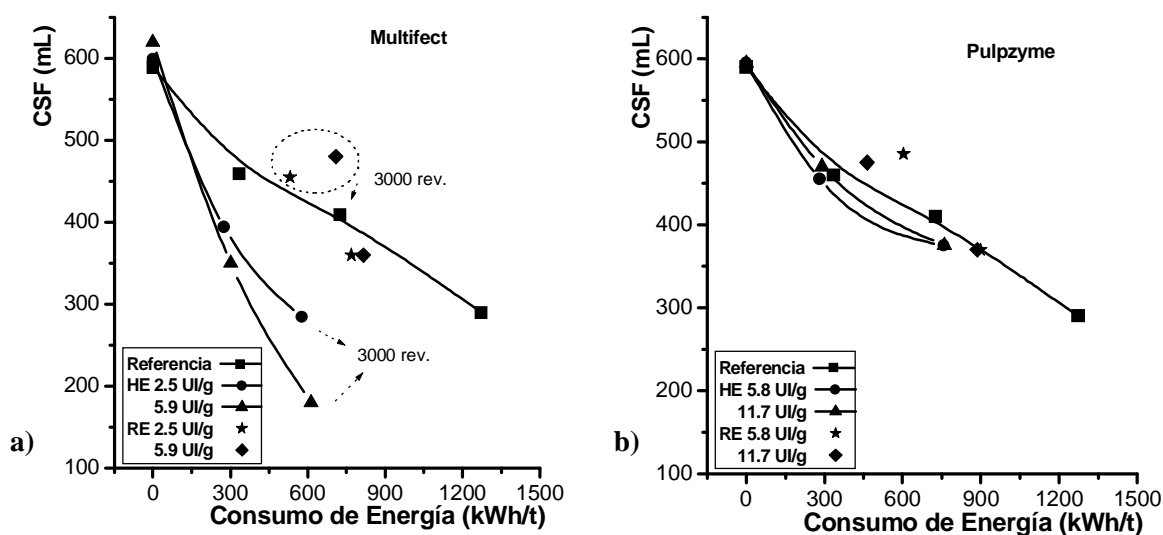 Multifect
CSF (mL)
600
500
400
300
200
100
3000 rev.
3000 rev.
Referencia
HE 2.5 UI/g
5.9 UI/g
RE 2.5 UI/g
5.9 UI/g
a)
0 300 600 900 1200 1500
Consumo de Energía (kWh/t)
Pulpzyme
CSF (mL)
600
500
400
300
200
100
Referencia
HE 5.8 UI/g
11.7 UI/g
RE 5.8 UI/g
11.7 UI/g
b)
0 300 600 900 1200 1500
Consumo de Energía (kWh/t)